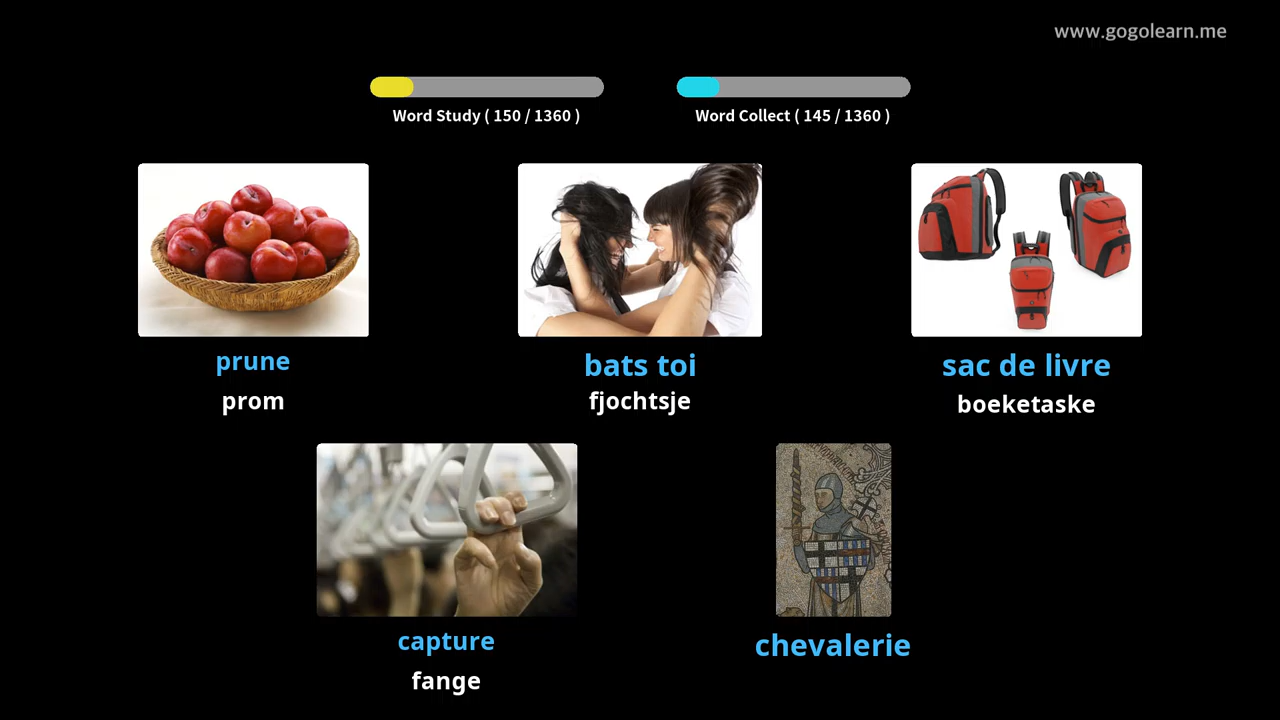 www.gogolearn.me
Word Study ( 150 / 1360 )
Word Collect ( 145 / 1360 )
prune
prom
bats toi
fjochtsje
sac de livre
boeketaske
capture
fange
chevalerie